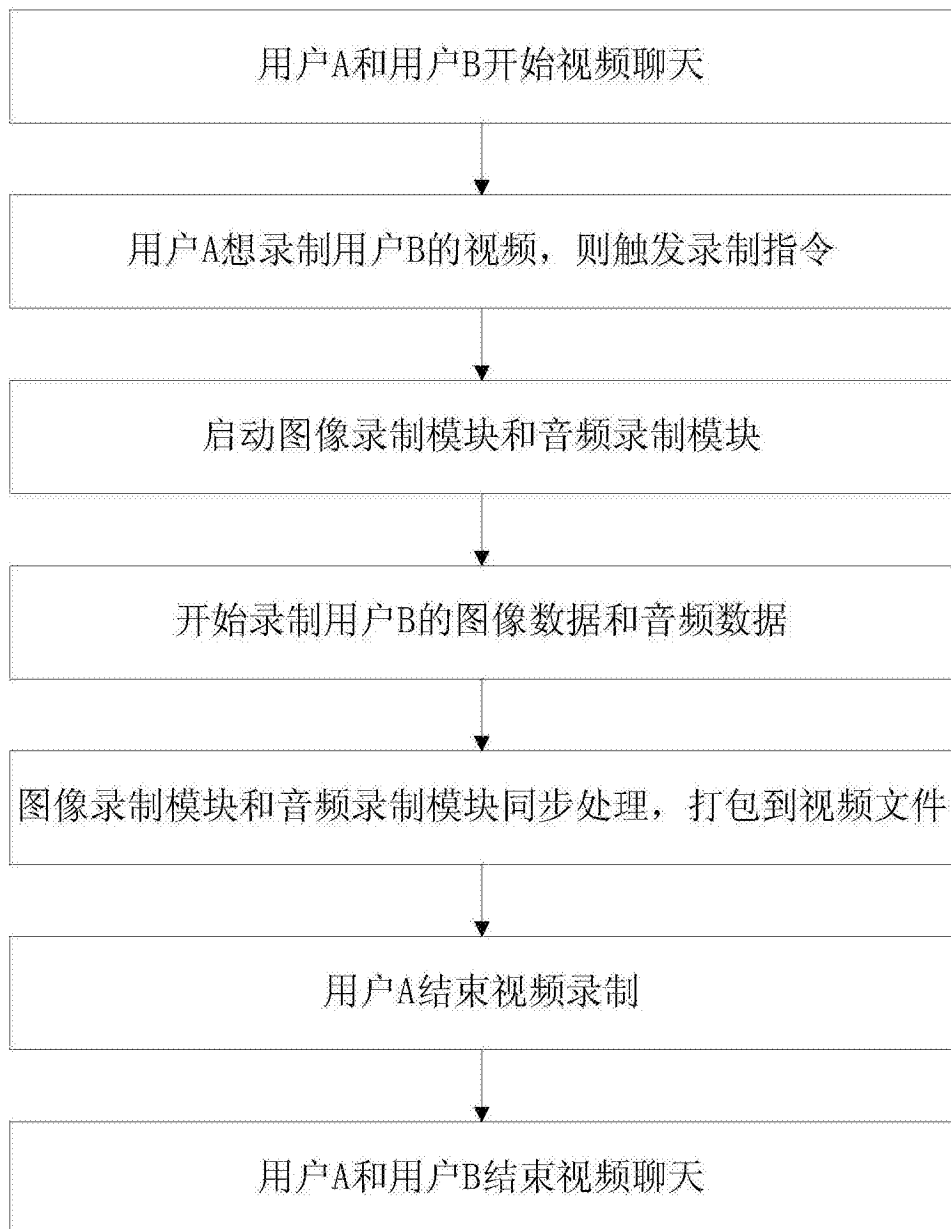 用户A和用户B开始视频聊天
用户A想录制用户B的视频，则触发录制指令
启动图像录制模块和音频录制模块
开始录制用户B的图像数据和音频数据
图像录制模块和音频录制模块同步处理，打包到视频文件
用户A结束视频录制
用户A和用户B结束视频聊天